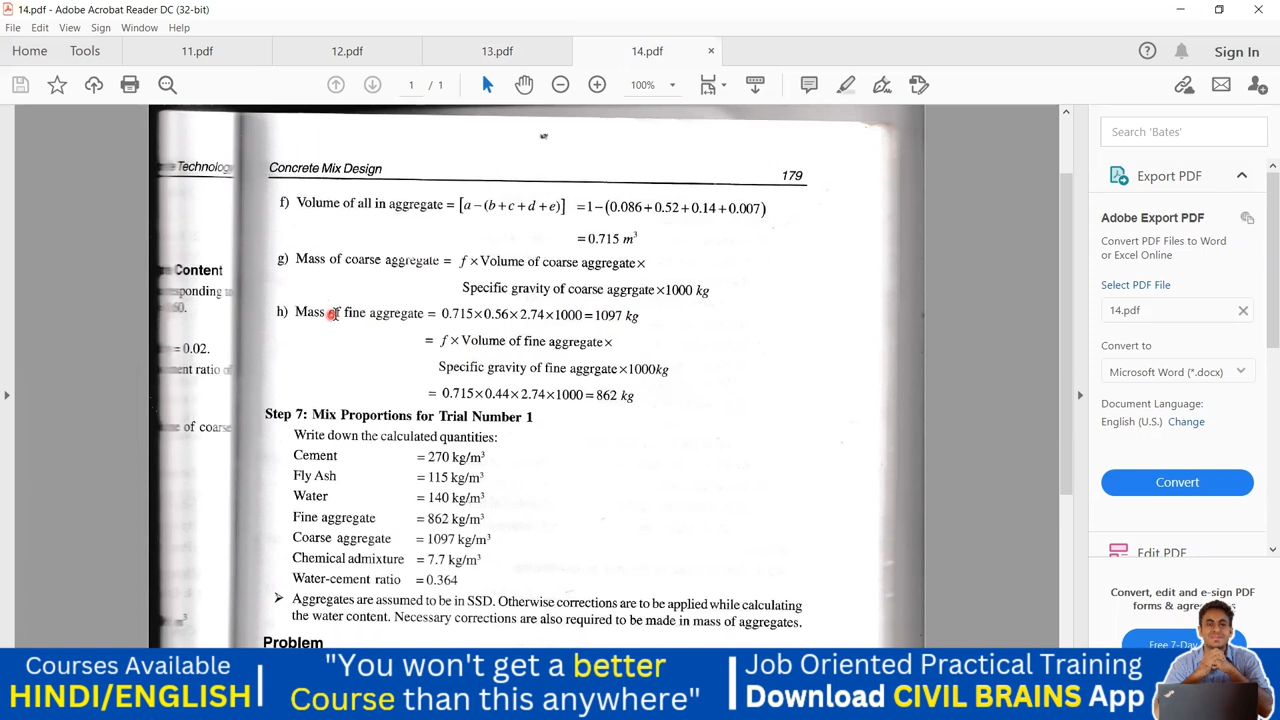 14.pdf - Adobe Acrobat Reader DC (32-bit)
File Edit View Sign Window Help
Home Tools 11.pdf 12.pdf 13.pdf 14.pdf × Sign In
1 / 1 100%
Technology
Content
60.
= 0.02.
Concrete Mix Design 179
f) Volume of all in aggregate = [a−(b+c+d+e)] =1−(0.086+0.52+0.14+0.007)
=0.715 m³
g) Mass of coarse aggregate = f×Volume of coarse aggregate×
Specific gravity of coarse aggrgate×1000 kg
h) Mass of fine aggregate = 0.715×0.56×2.74×1000=1097 kg
= f×Volume of fine aggregate×
Specific gravity of fine aggrgate×1000kg
= 0.715×0.44×2.74×1000=862 kg
Step 7: Mix Proportions for Trial Number 1
Write down the calculated quantities:
Cement = 270 kg/m³
Fly Ash = 115 kg/m³
Water = 140 kg/m³
Fine aggregate = 862 kg/m³
Coarse aggregate = 1097 kg/m³
Chemical admixture = 7.7 kg/m³
Water-cement ratio = 0.364
➢ Aggregates are assumed to be in SSD. Otherwise corrections are to be applied while calculating
the water content. Necessary corrections are also required to be made in mass of aggregates.
Problem
Search 'Bates'
Export PDF
Adobe Export PDF
Convert PDF Files to Word
or Excel Online
Select PDF File
14.pdf
Convert to
Microsoft Word (*.docx)
Document Language:
English (U.S.) Change
Convert
Edit PDF
Convert, edit and e-sign PDF
forms &
Free 7-Day
Courses Available
HINDI/ENGLISH
"You won't get a better
Course than this anywhere"
Job Oriented Practical Training
Download CIVIL BRAINS App